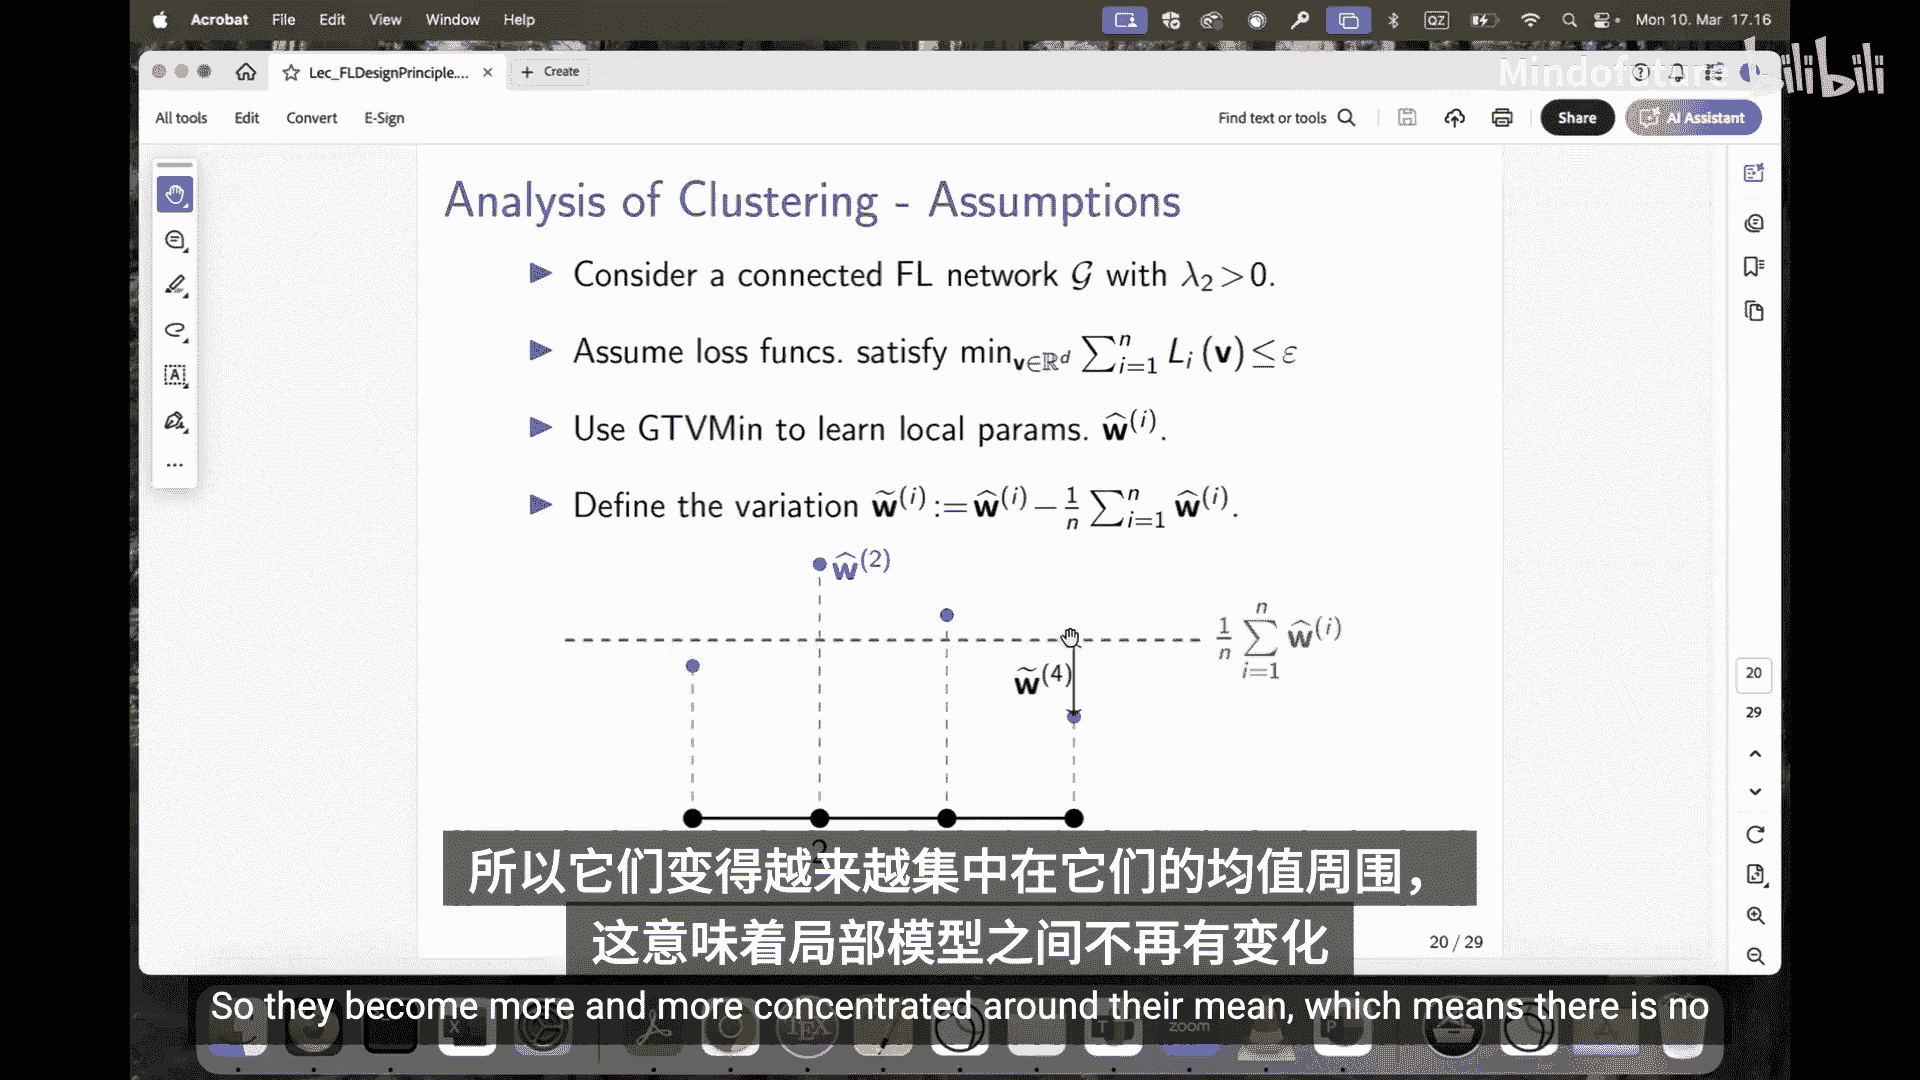 Acrobat File Edit View Window Help
QZ
Mon 10. Mar 17.16
Lec_FLDesignPrinciple....
Create
Mindofuture bilibili
All tools Edit Convert E-Sign
Find text or tools
Share
AI Assistant
Analysis of Clustering - Assumptions
Consider a connected FL network 𝒢 with λ₂ > 0.
Assume loss funcs. satisfy min_{v∈ℝ^d} ∑_{i=1}^{n} L_i (v) ≤ ε
Use GTVMin to learn local params. ŵ^{(i)}.
Define the variation w̃^{(i)} := ŵ^{(i)} − 1/n ∑_{i=1}^{n} ŵ^{(i)}.
ŵ^{(2)}
1/n ∑_{i=1}^{n} ŵ^{(i)}
w̃^{(4)}
2
20
29
所以它们变得越来越集中在它们的均值周围，
这意味着局部模型之间不再有变化
20 / 29
So they become more and more concentrated around their mean, which means there is no
zoom